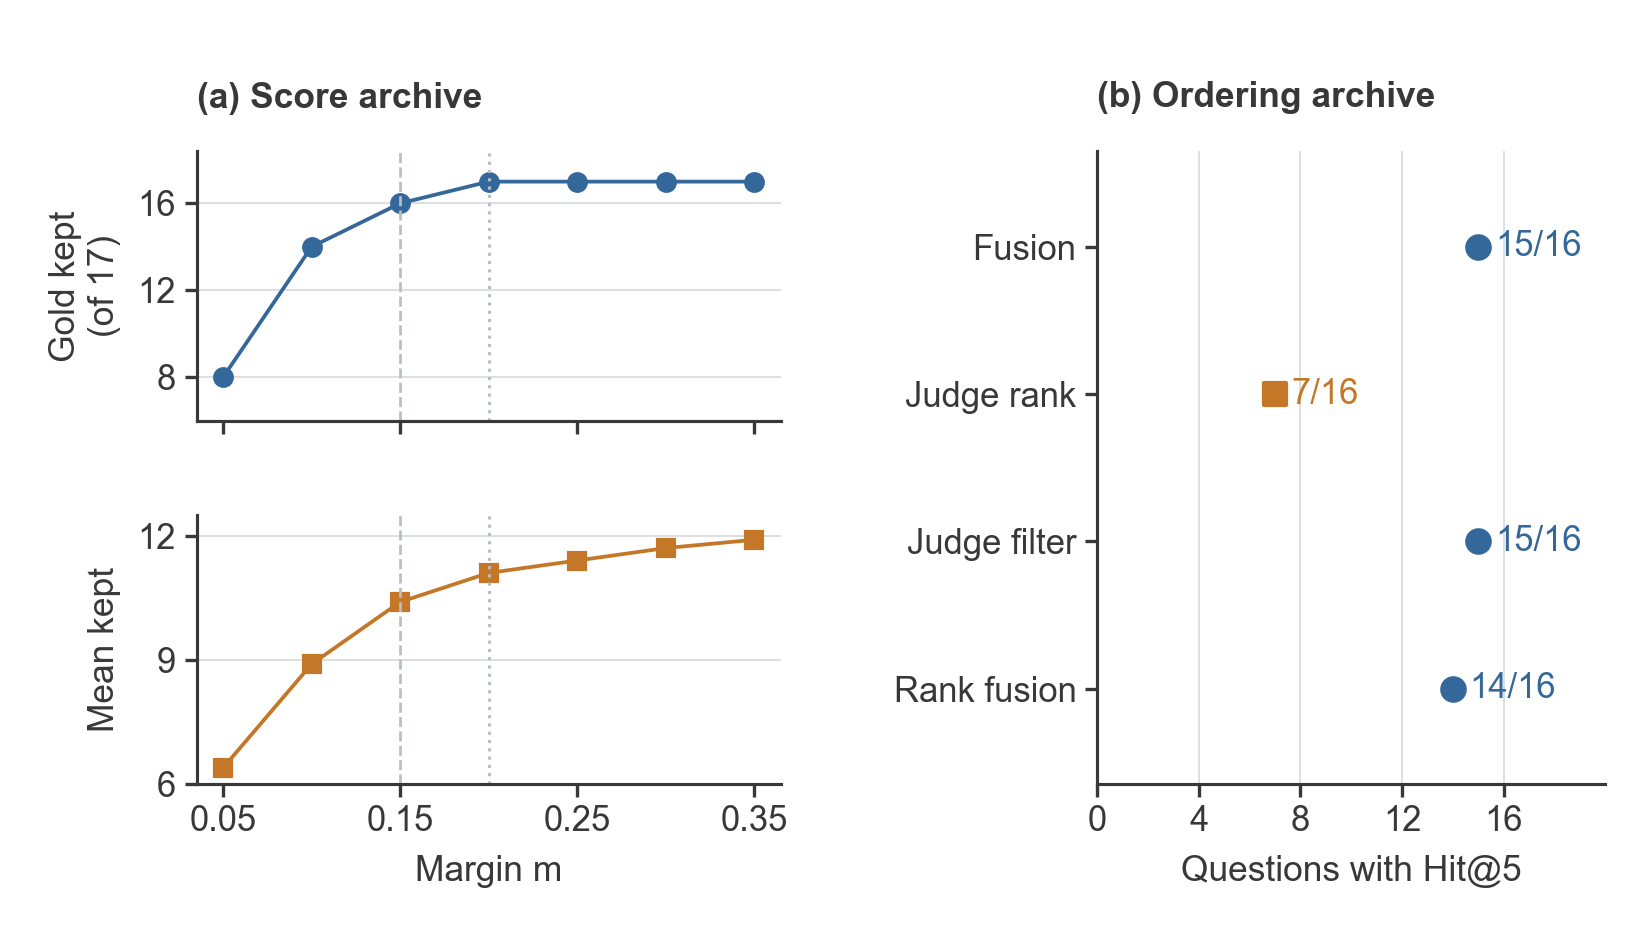 (a) Score archive
Gold kept
(of 17)
16
12
8
Mean kept
12
9
6
0.05 0.15 0.25 0.35
Margin m
(b) Ordering archive
Fusion 15/16
Judge rank 7/16
Judge filter 15/16
Rank fusion 14/16
0 4 8 12 16
Questions with Hit@5